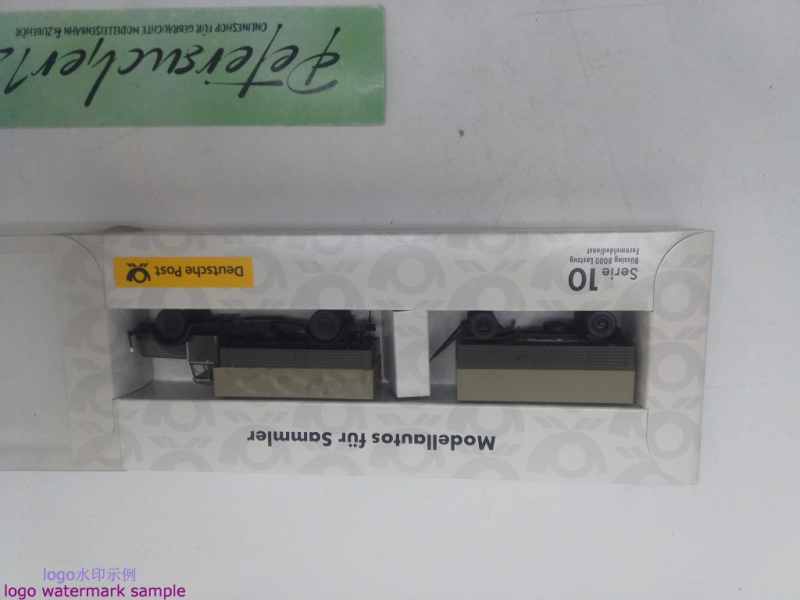 Petersucher12
ONLINESHOP FÜR GEBRAUCHTE MODELLEISENBAHN & ZUBEHÖR
Serie 10
Büssing 8000 Lastzug
Fernmeldedienst
Deutsche Post
Modellautos für Sammler
logo水印示例
logo watermark sample